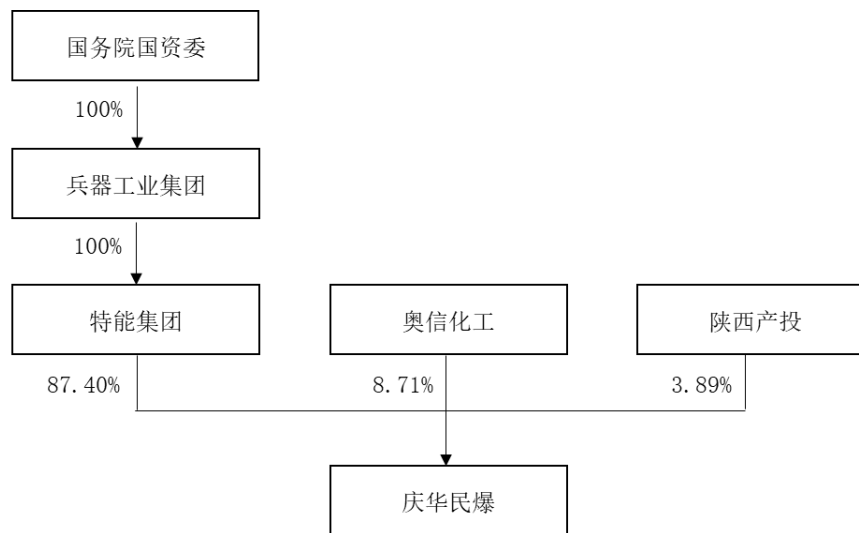 国务院国资委
100%
兵器工业集团
100%
特能集团
奥信化工
陕西产投
87.40%
8.71%
3.89%
庆华民爆